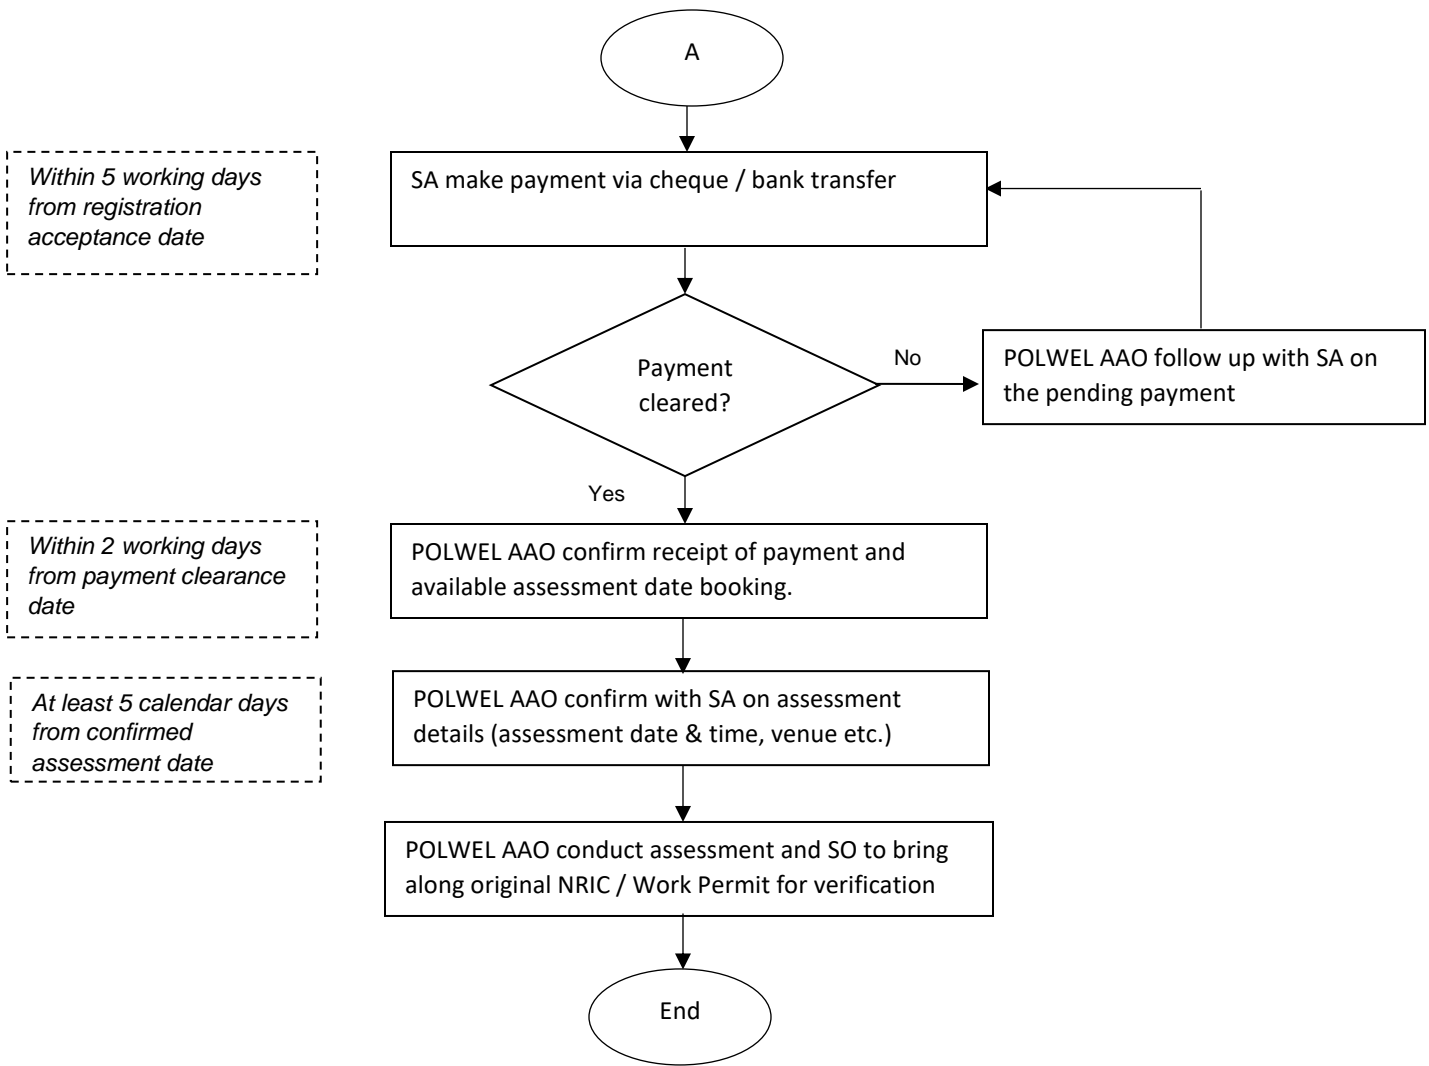 A
Within 5 working days
from registration
acceptance date
SA make payment via cheque / bank transfer
Payment
cleared?
No
POLWEL AAO follow up with SA on
the pending payment
Yes
Within 2 working days
from payment clearance
date
POLWEL AAO confirm receipt of payment and
available assessment date booking.
At least 5 calendar days
from confirmed
assessment date
POLWEL AAO confirm with SA on assessment
details (assessment date & time, venue etc.)
POLWEL AAO conduct assessment and SO to bring
along original NRIC / Work Permit for verification
End